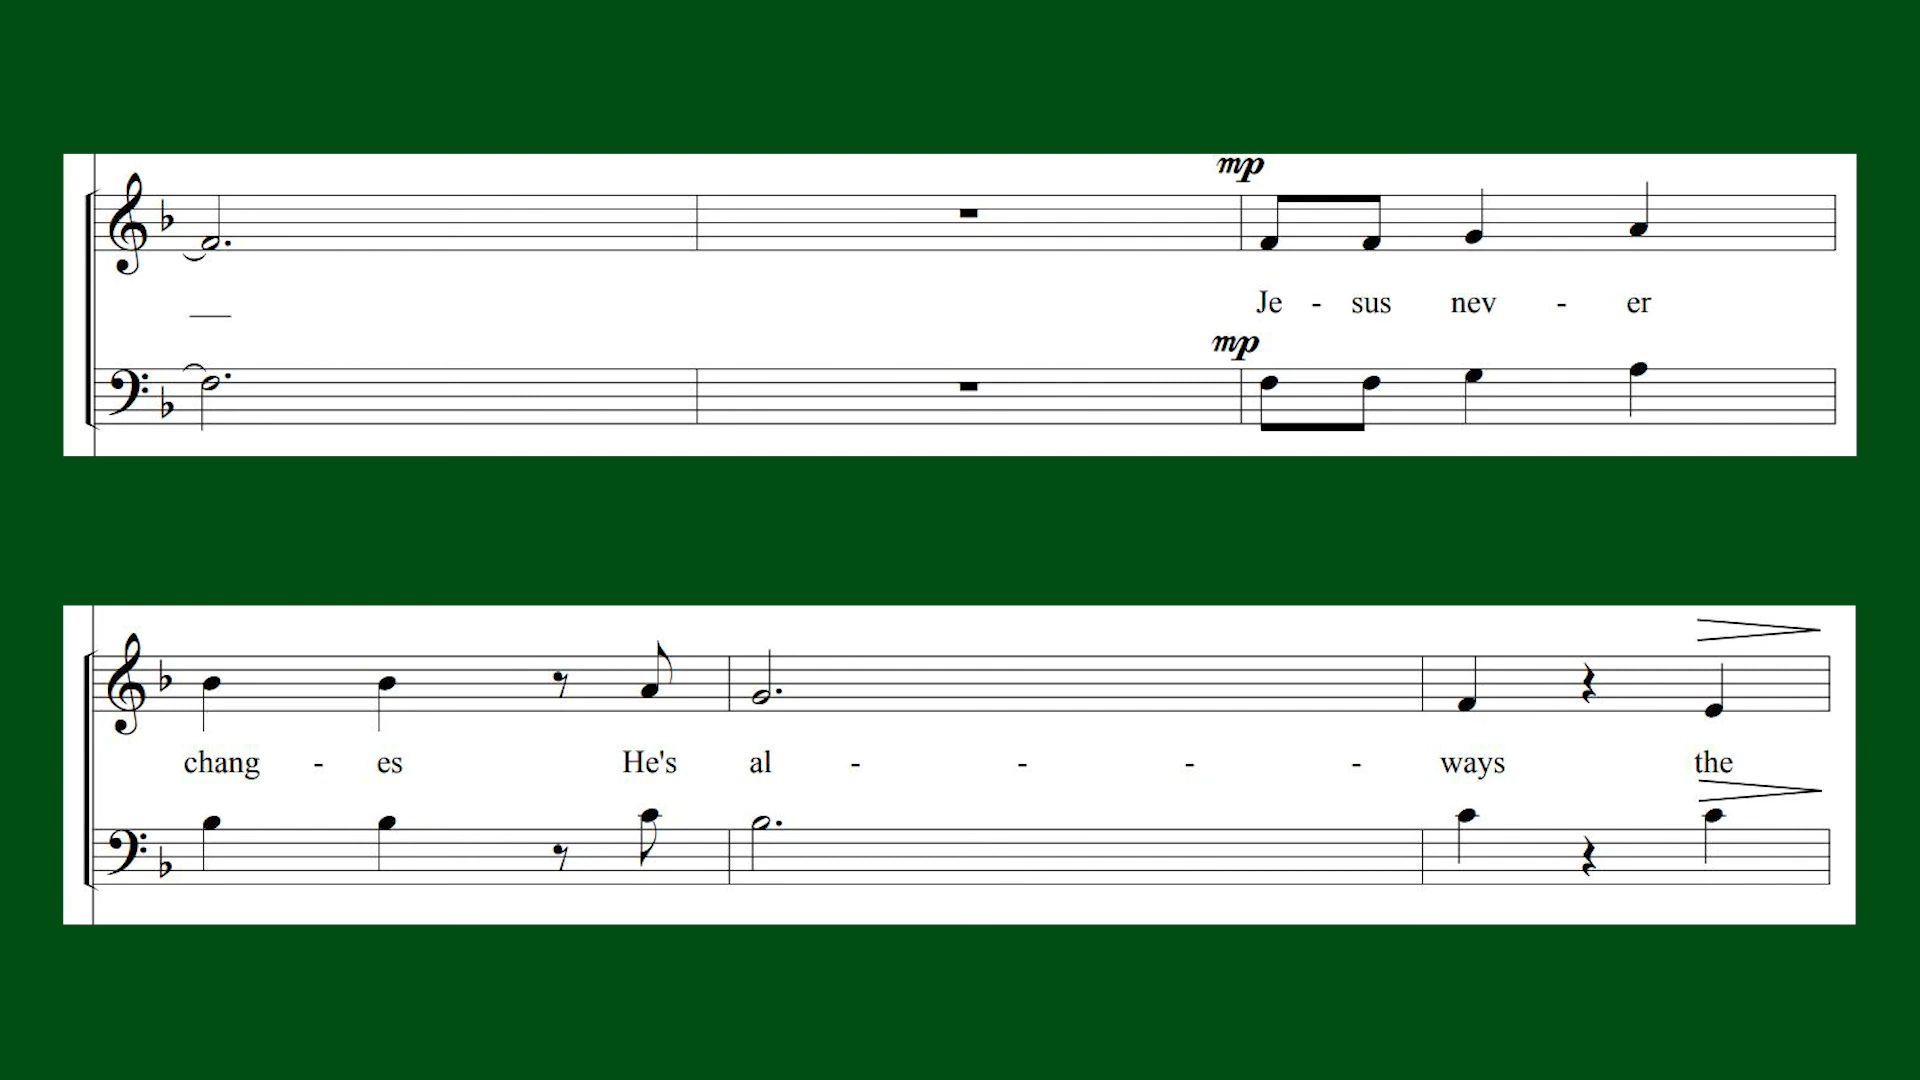 mp
Je - sus nev - er
mp
chang - es He's al - - - - ways the